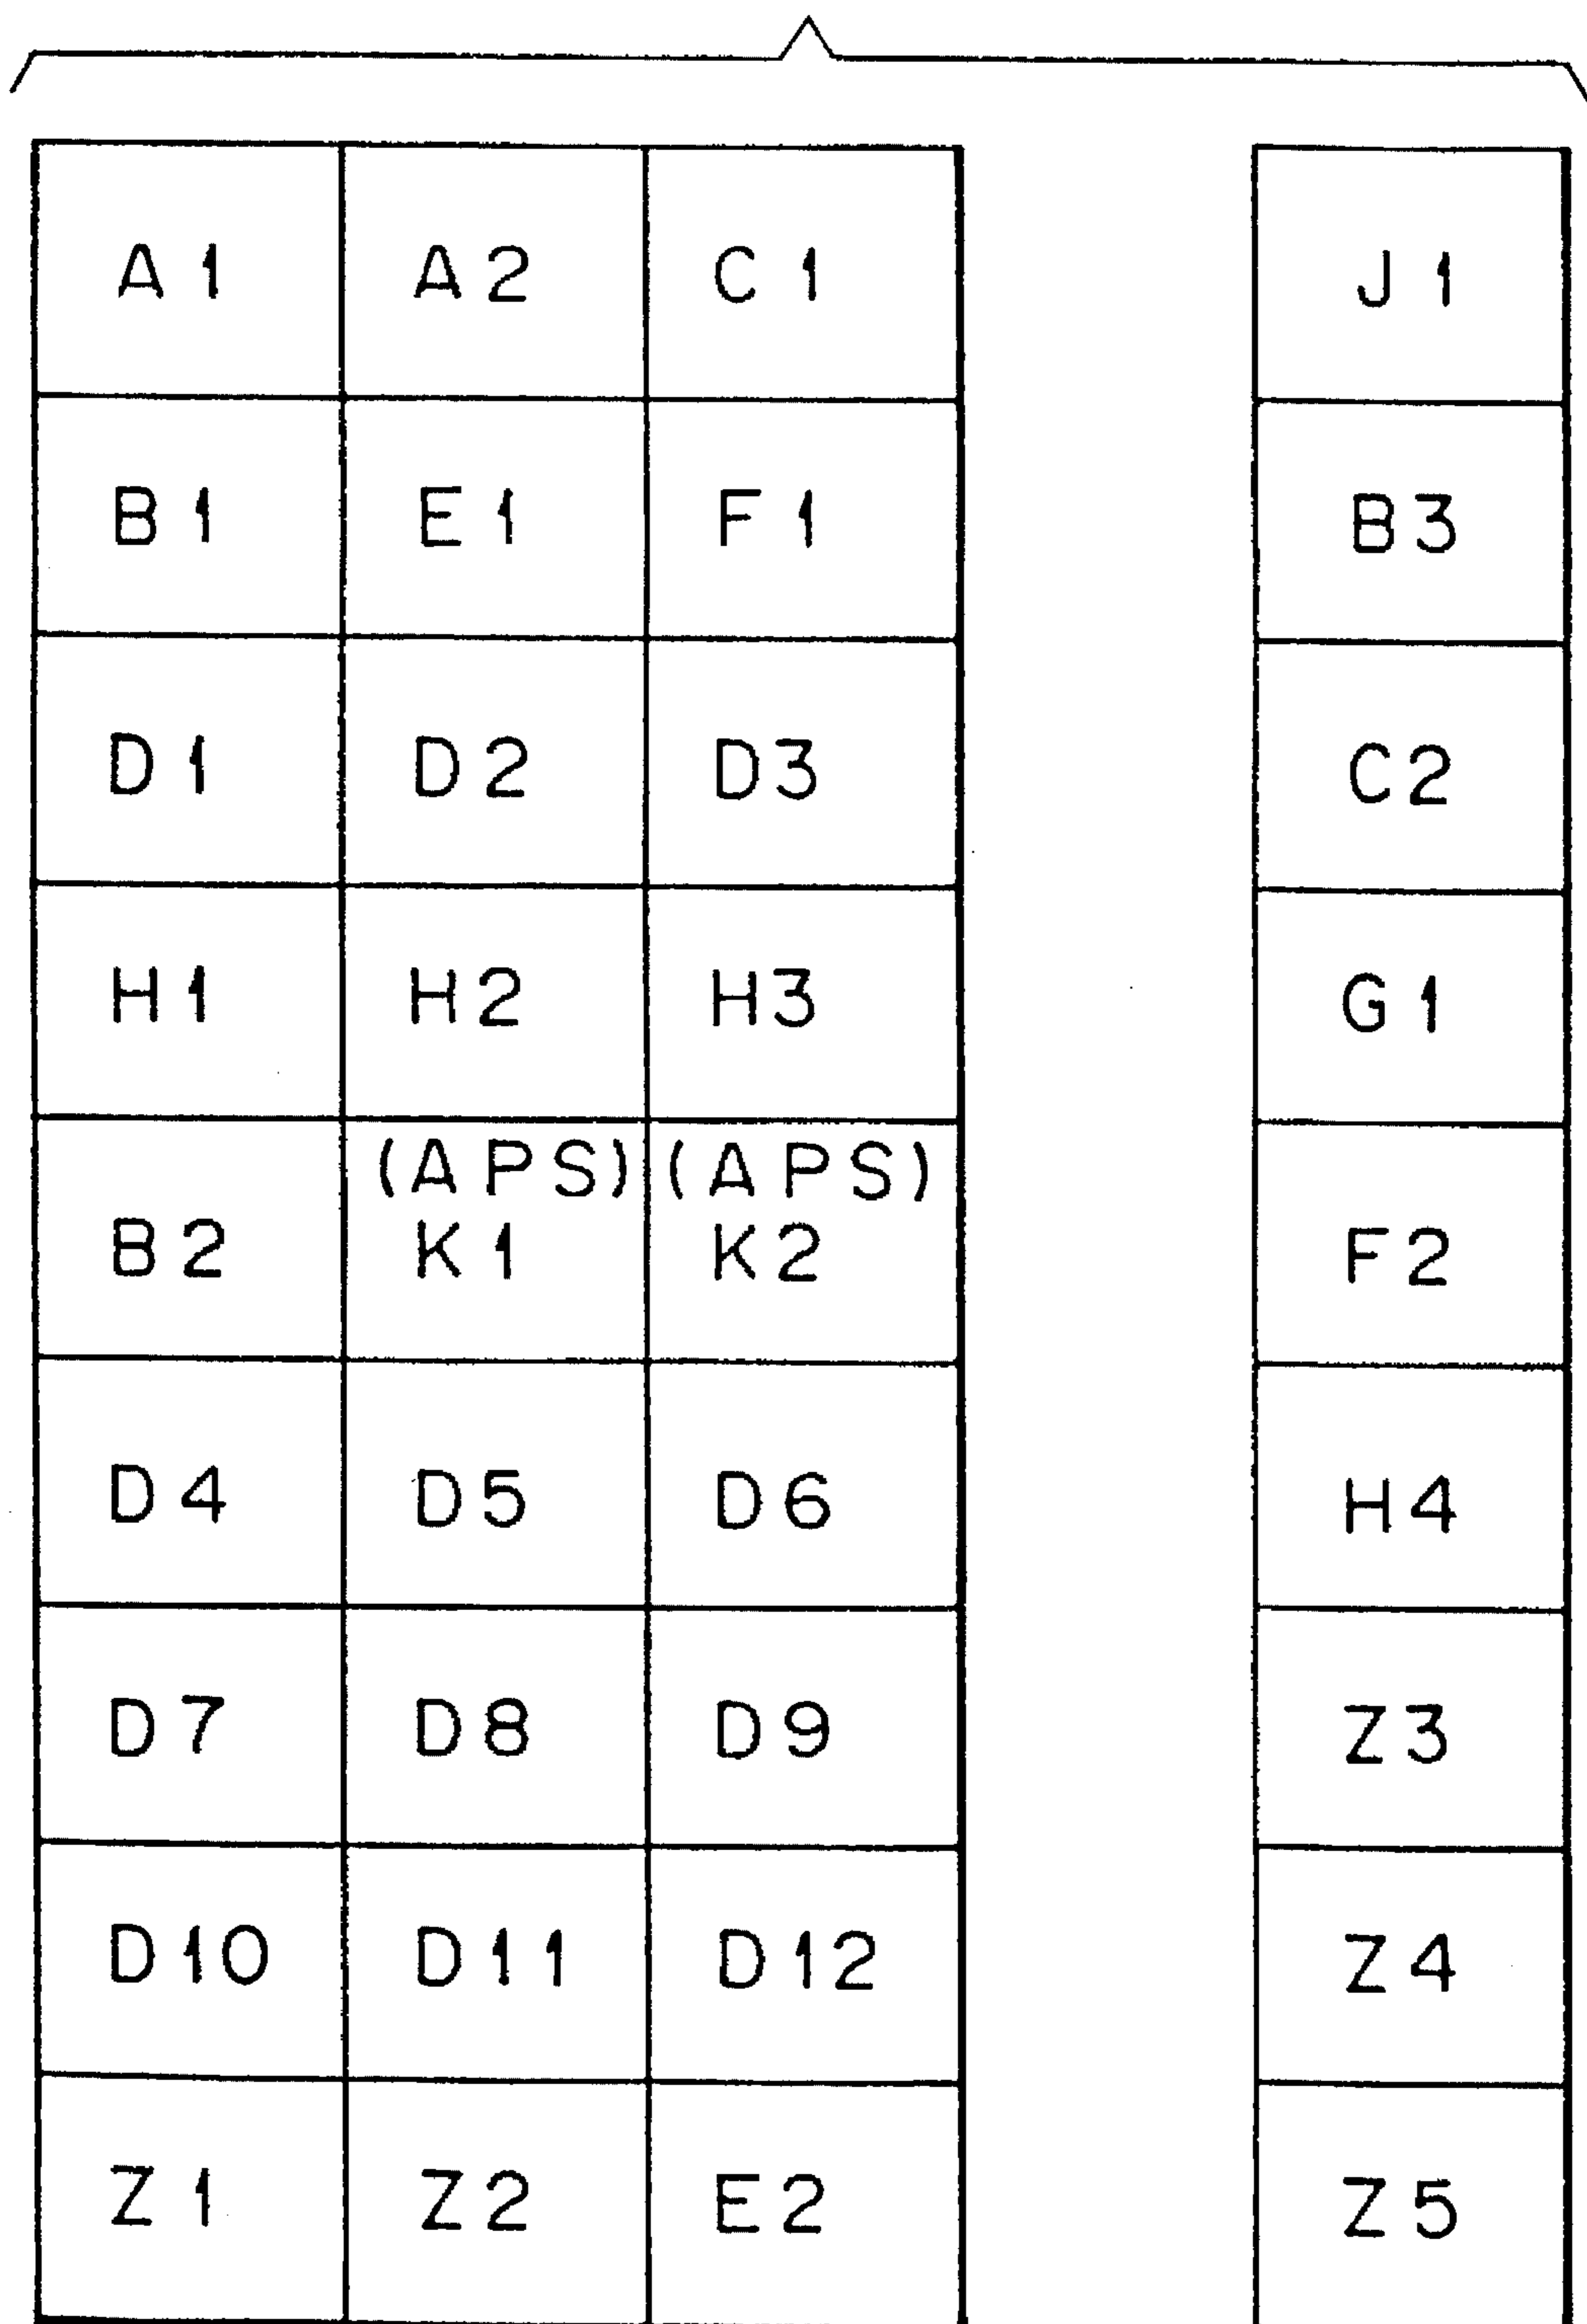 A1 A2 C1 J1
B1 E1 F1 B3
D1 D2 D3 C2
H1 H2 H3 G1
(APS) (APS)
B2 K1 K2 F2
D4 D5 D6 H4
D7 D8 D9 Z3
D10 D11 D12 Z4
Z1 Z2 E2 Z5